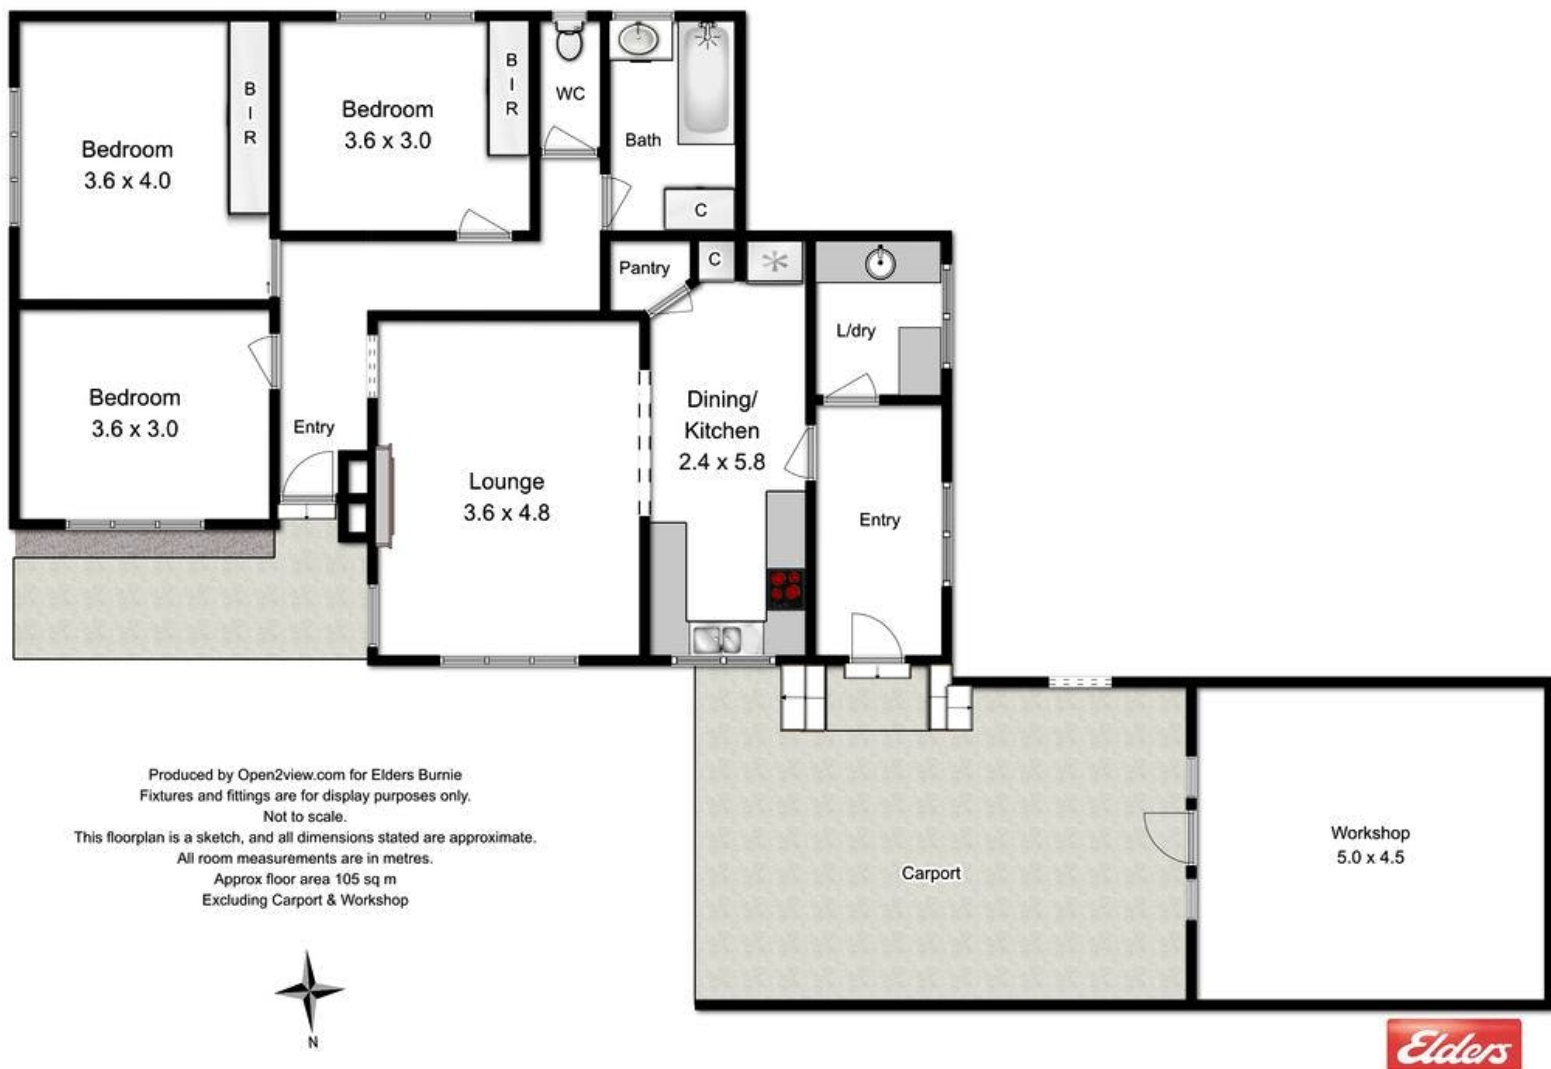 B
I
R
Bedroom
3.6 x 4.0
B
I
R
Bedroom
3.6 x 3.0
WC
Bath
C
Pantry
C
L/dry
Bedroom
3.6 x 3.0
Entry
Dining/
Kitchen
2.4 x 5.8
Lounge
3.6 x 4.8
Entry
Produced by Open2view.com for Elders Burnie
Fixtures and fittings are for display purposes only.
Not to scale.
This floorplan is a sketch, and all dimensions stated are approximate.
All room measurements are in metres.
Approx floor area 105 sq m
Excluding Carport & Workshop
N
Carport
Workshop
5.0 x 4.5
Elders